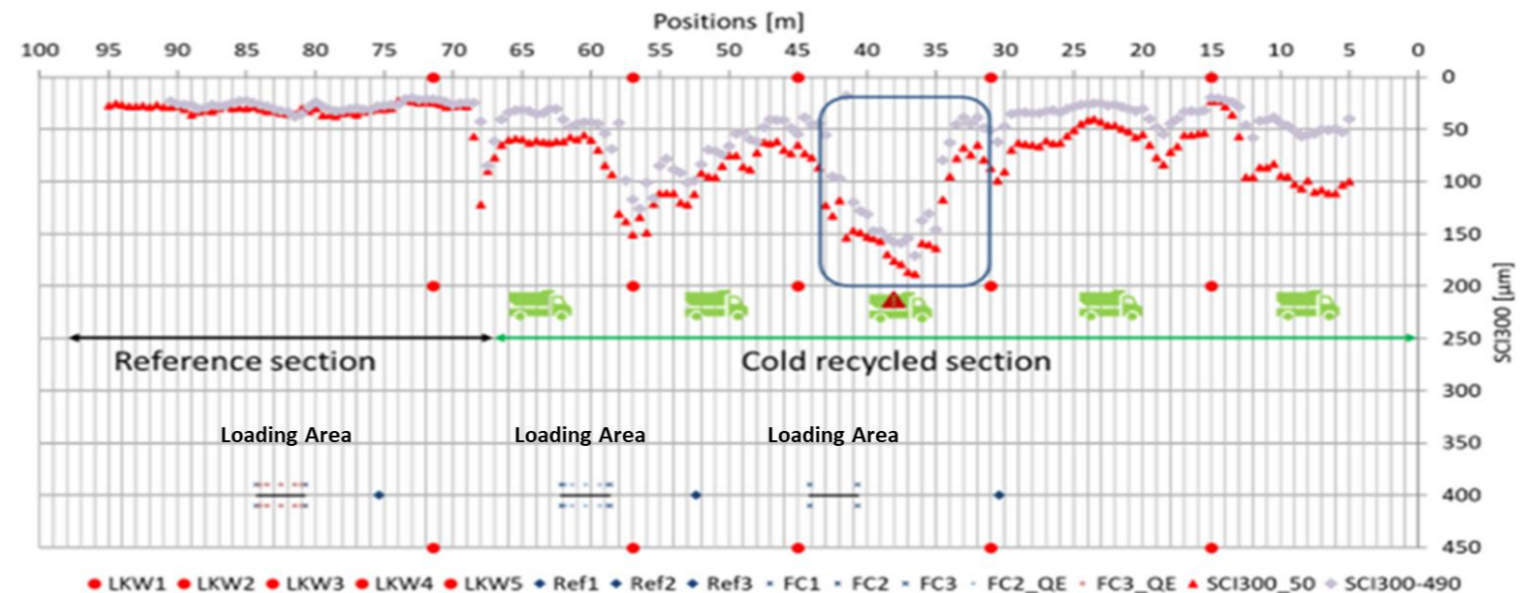 Positions [m]
100 95 90 85 80 75 70 65 60 55 50 45 40 35 30 25 20 15 10 5 0
0
50
100
150
200
250
300
350
400
450
SCI300 [µm]
Reference section
Cold recycled section
Loading Area
Loading Area
Loading Area
LKW1 LKW2 LKW3 LKW4 LKW5 Ref1 Ref2 Ref3 FC1 FC2 FC3 FC2_QE FC3_QE SCI300_50 SCI300-490